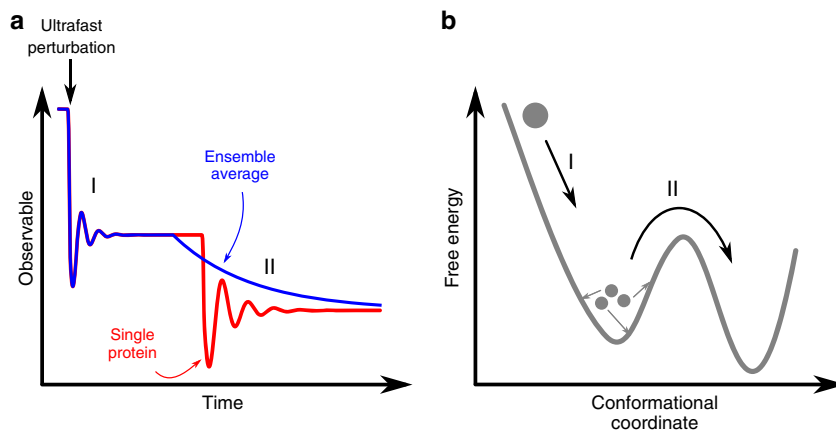 a
Ultrafast
perturbation
I
Ensemble
average
II
Single
protein
Observable
Time
b
I
II
Free energy
Conformational
coordinate